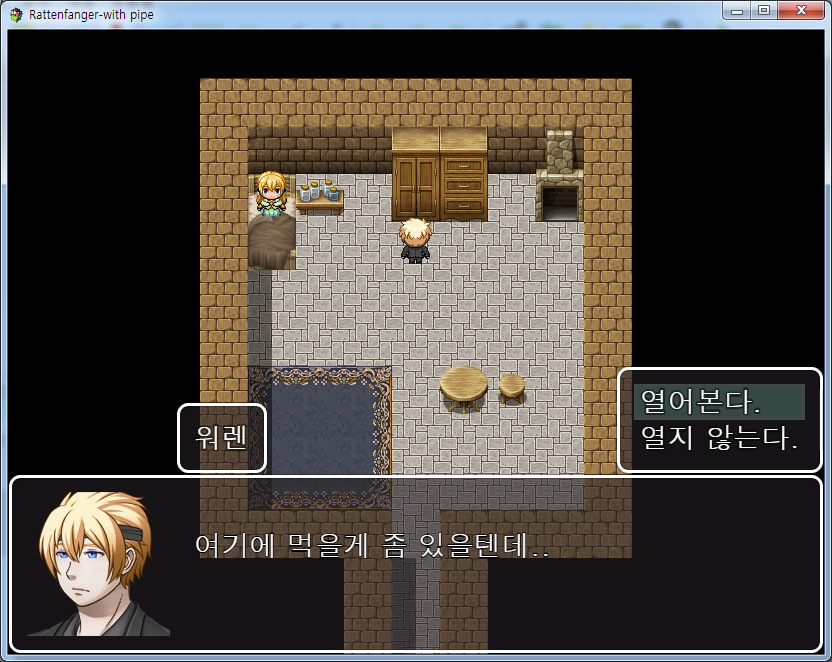 Rattenfanger-with pipe
열어본다.
열지 않는다.
워렌
여기에 먹을게 좀 있을텐데..